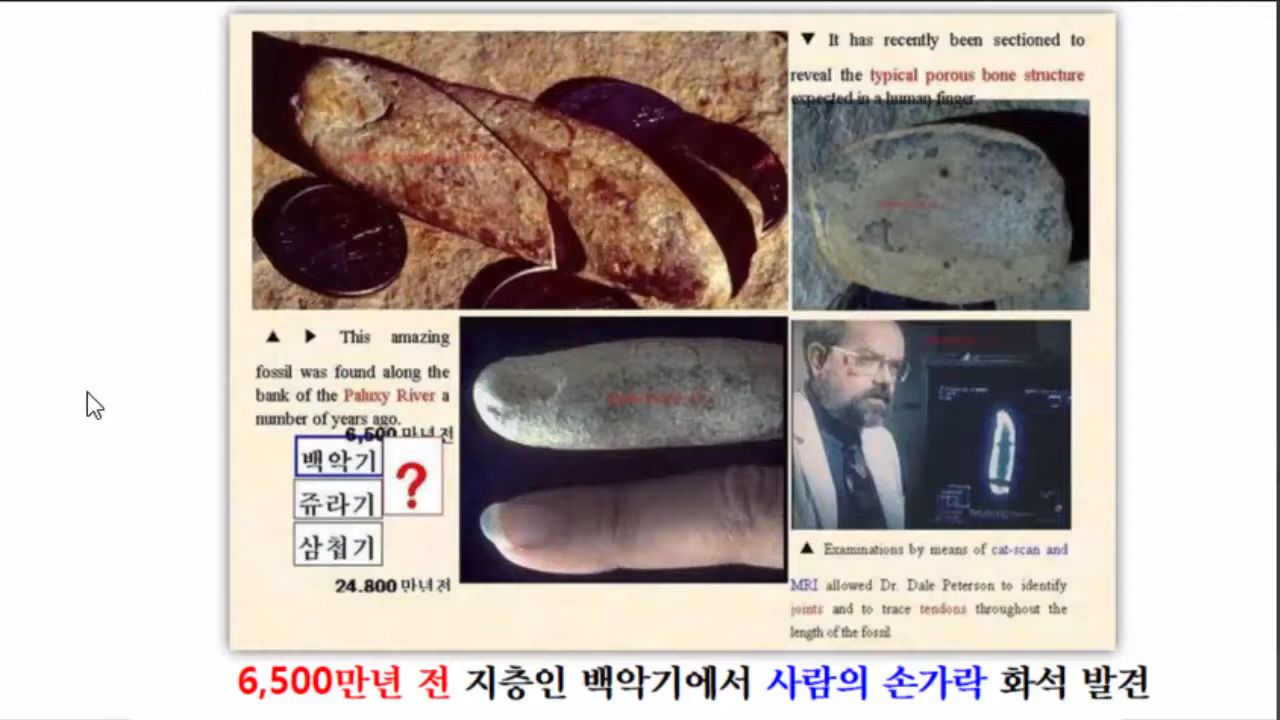 ▼ It has recently been sectioned to
reveal the typical porous bone structure
expected in a human finger.
▲ ► This amazing
fossil was found along the
bank of the Paluxy River a
number of years ago.
6,500 만년 전
백악기
?
쥬라기
삼첩기
24.800 만년 전
▲ Examinations by means of cat-scan and
MRI allowed Dr. Dale Peterson to identify
joints and to trace tendons throughout the
length of the fossil
6,500만년 전 지층인 백악기에서 사람의 손가락 화석 발견